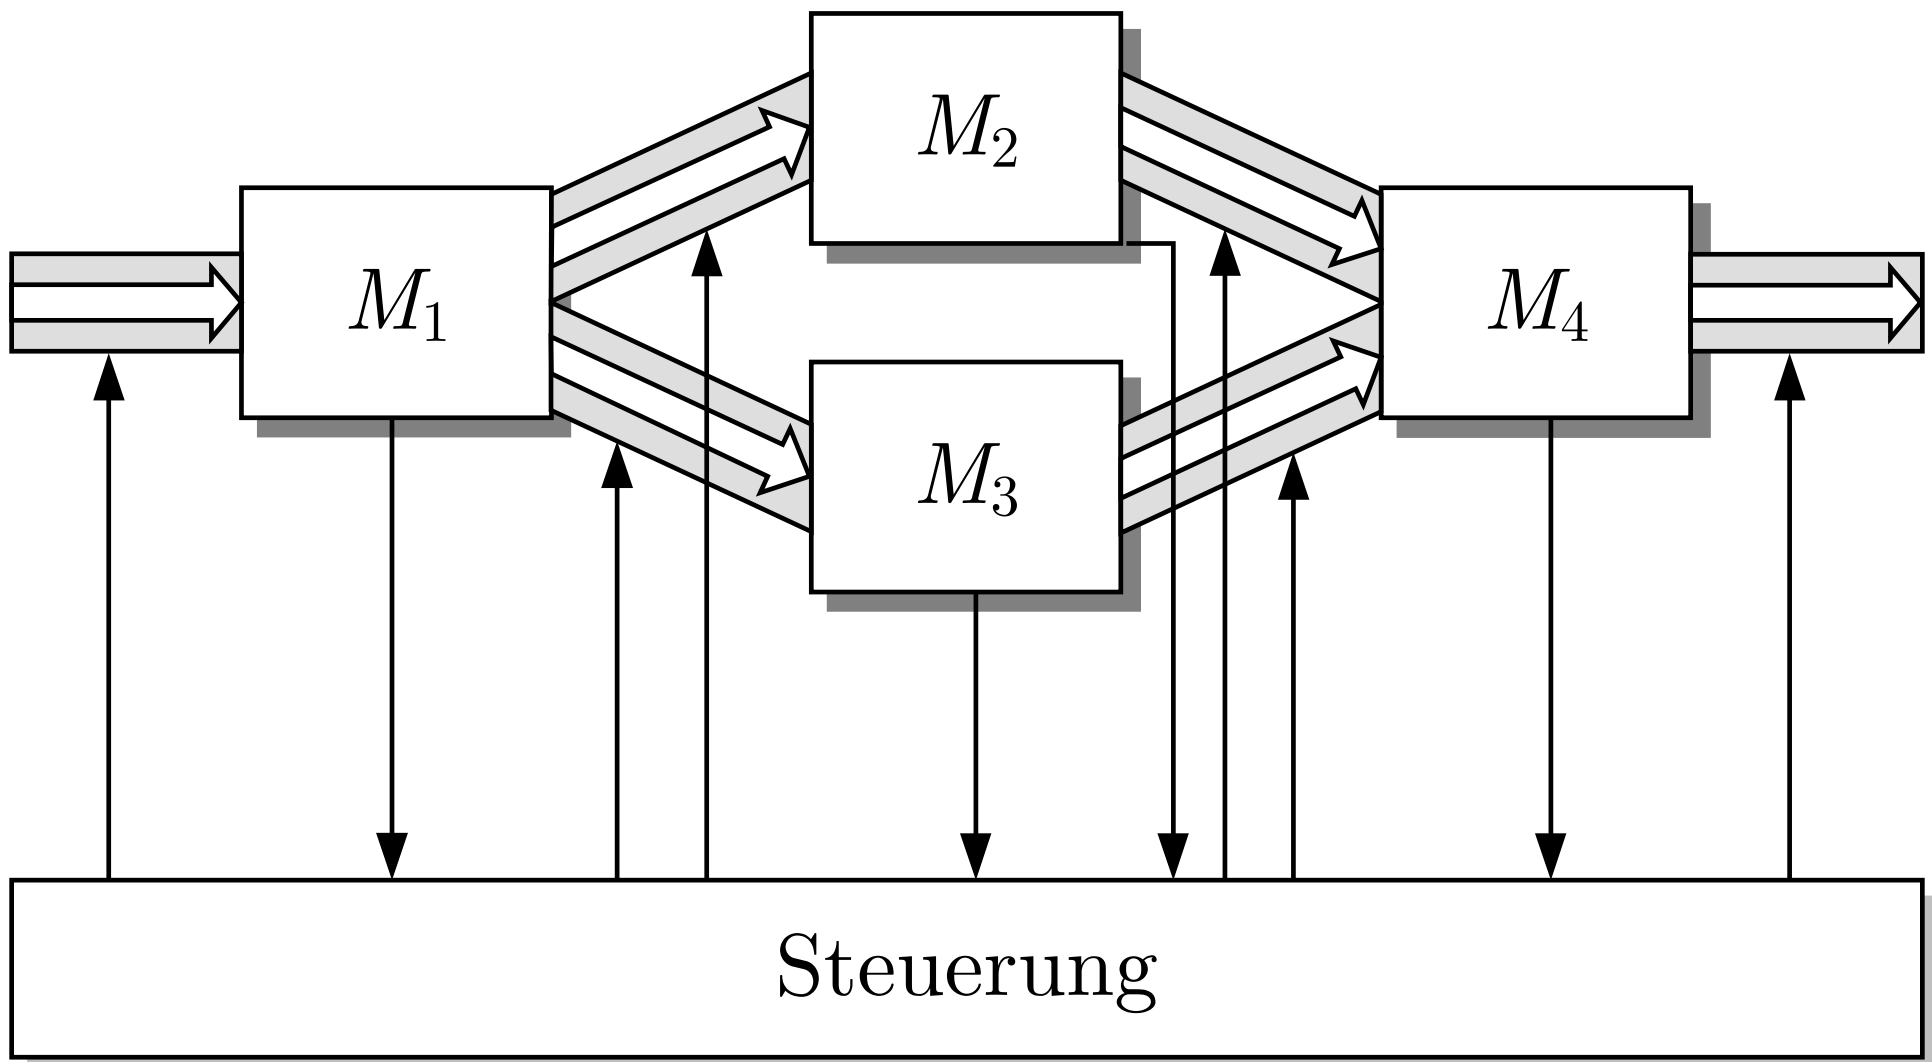 M₂
M₁
M₄
M₃
Steuerung